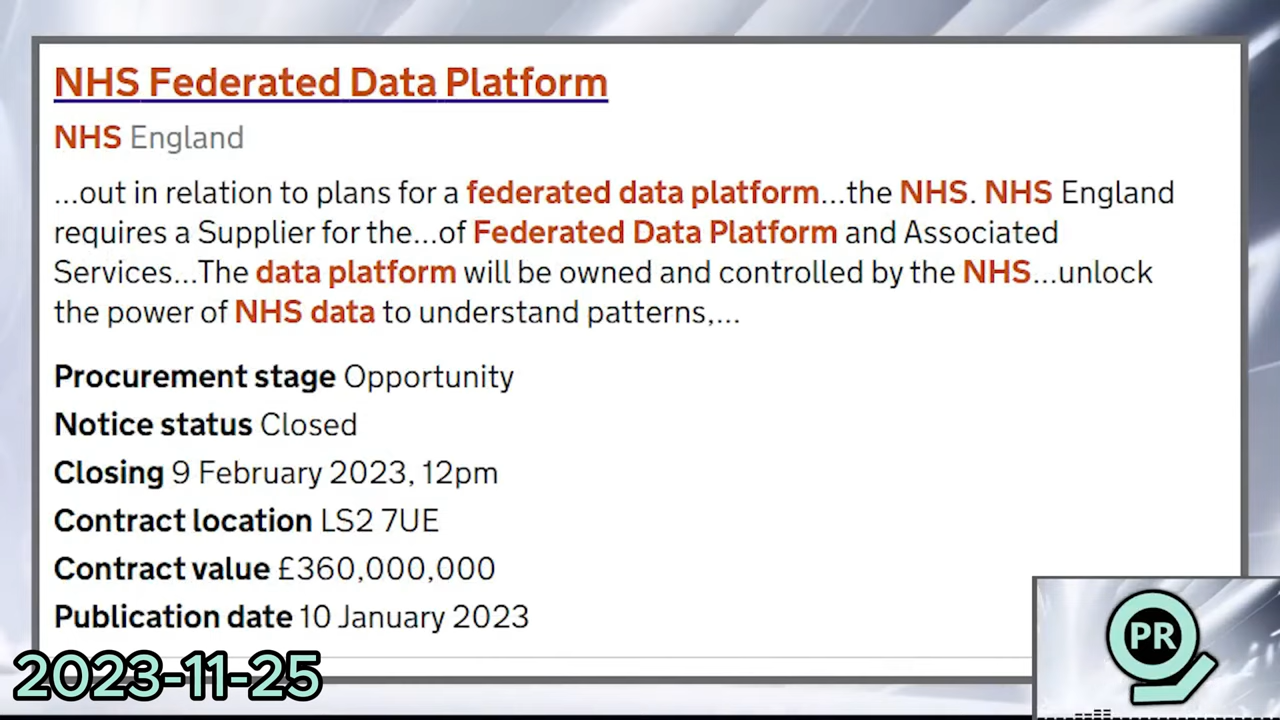 NHS Federated Data Platform
NHS England
...out in relation to plans for a federated data platform...the NHS. NHS England
requires a Supplier for the...of Federated Data Platform and Associated
Services...The data platform will be owned and controlled by the NHS...unlock
the power of NHS data to understand patterns,...
Procurement stage Opportunity
Notice status Closed
Closing 9 February 2023, 12pm
Contract location LS2 7UE
Contract value £360,000,000
Publication date 10 January 2023
2023-11-25
PR